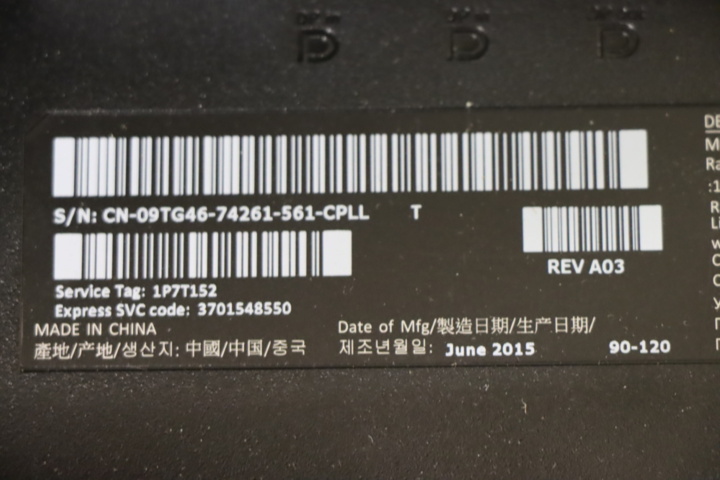 S/N: CN-09TG46-74261-561-CPLL T
REV A03
Service Tag: 1P7T152
Express SVC code: 3701548550
MADE IN CHINA
產地/产地/생산지: 中國/中国/중국
Date of Mfg/製造日期/生产日期/
제조년월일: June 2015
90-120